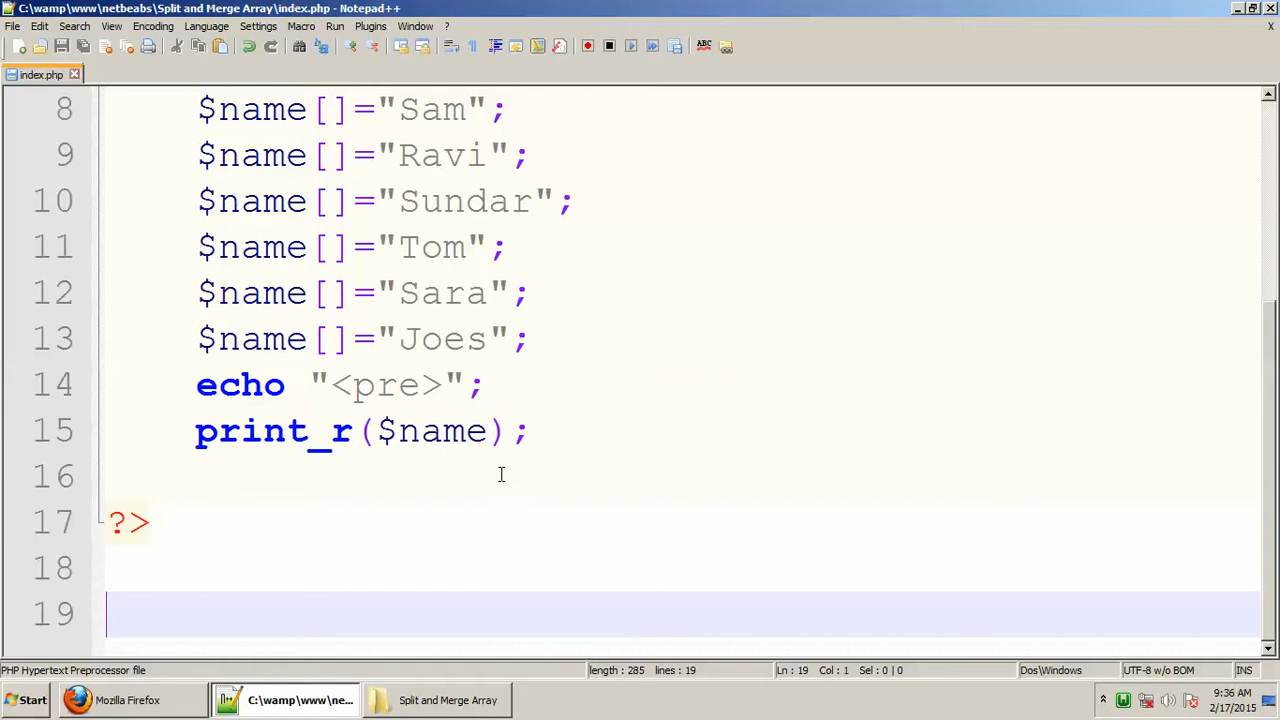 C:\wamp\www\netbeabs\Split and Merge Array\index.php - Notepad++
File Edit Search View Encoding Language Settings Macro Run Plugins Window ? X
ABC
index.php
8 $name[]="Sam";
9 $name[]="Ravi";
10 $name[]="Sundar";
11 $name[]="Tom";
12 $name[]="Sara";
13 $name[]="Joes";
14 echo "<pre>";
15 print_r($name);
16
17 ?>
18
19
PHP Hypertext Preprocessor file length : 285 lines : 19 Ln : 19 Col : 1 Sel : 0 | 0 Dos\Windows UTF-8 w/o BOM INS
Start Mozilla Firefox C:\wamp\www\ne... Split and Merge Array 9:36 AM
2/17/2015